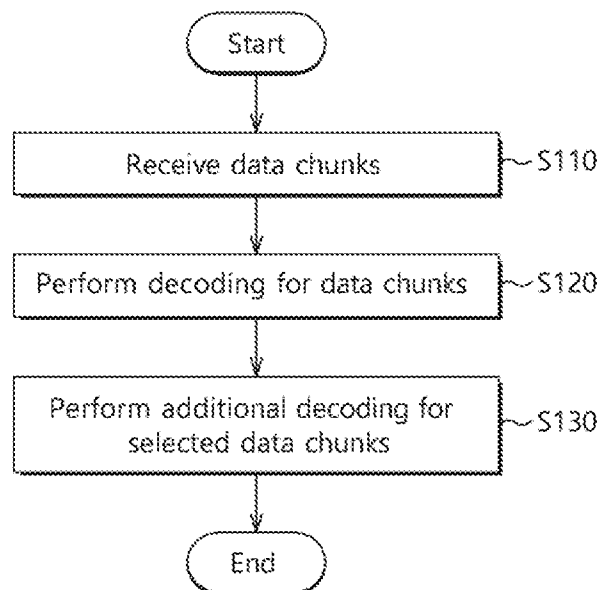 Start
Receive data chunks
S110
Perform decoding for data chunks
S120
Perform additional decoding for
selected data chunks
S130
End